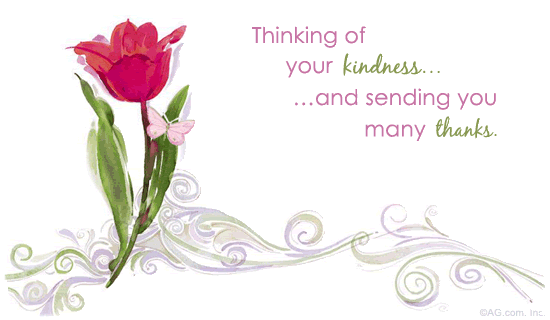 Thinking of
your kindness...
...and sending you
many thanks.
©AG.com, Inc.